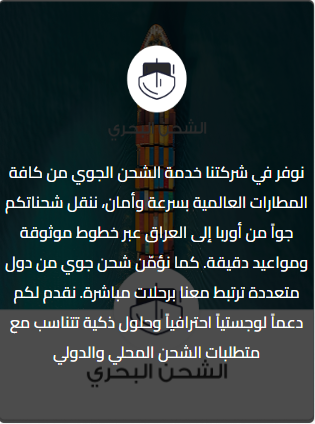 الشحن البحري
نوفر في شركتنا خدمة الشحن الجوي من كافة
المطارات العالمية بسرعة وأمان، ننقل شحناتكم
جواً من أوربا إلى العراق عبر خطوط موثوقة
ومواعيد دقيقة. كما نؤمّن شحن جوي من دول
متعددة ترتبط معنا برحلات مباشرة. نقدم لكم
دعماً لوجستياً احترافياً وحلول ذكية تتناسب مع
متطلبات الشحن المحلي والدولي
الشحن البحري